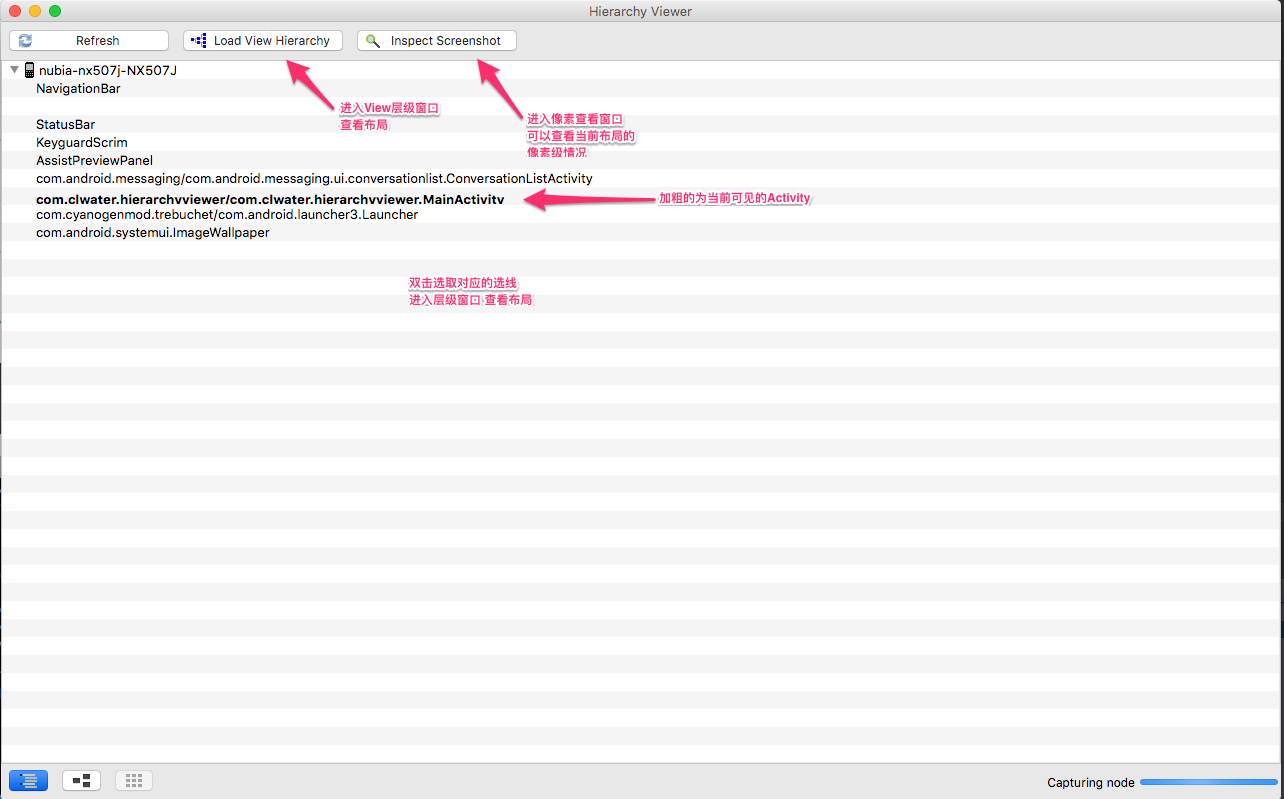 Hierarchy Viewer
Refresh
Load View Hierarchy
Inspect Screenshot
nubia-nx507j-NX507J
NavigationBar
进入View层级窗口
查看布局
进入像素查看窗口
可以查看当前布局的
像素级情况
StatusBar
KeyguardScrim
AssistPreviewPanel
com.android.messaging/com.android.messaging.ui.conversationlist.ConversationListActivity
com.clwater.hierarchyviewer/com.clwater.hierarchyviewer.MainActivity
加粗的为当前可见的Activity
com.cyanogenmod.trebuchet/com.android.launcher3.Launcher
com.android.systemui.ImageWallpaper
双击选取对应的选线
进入层级窗口 查看布局
Capturing node